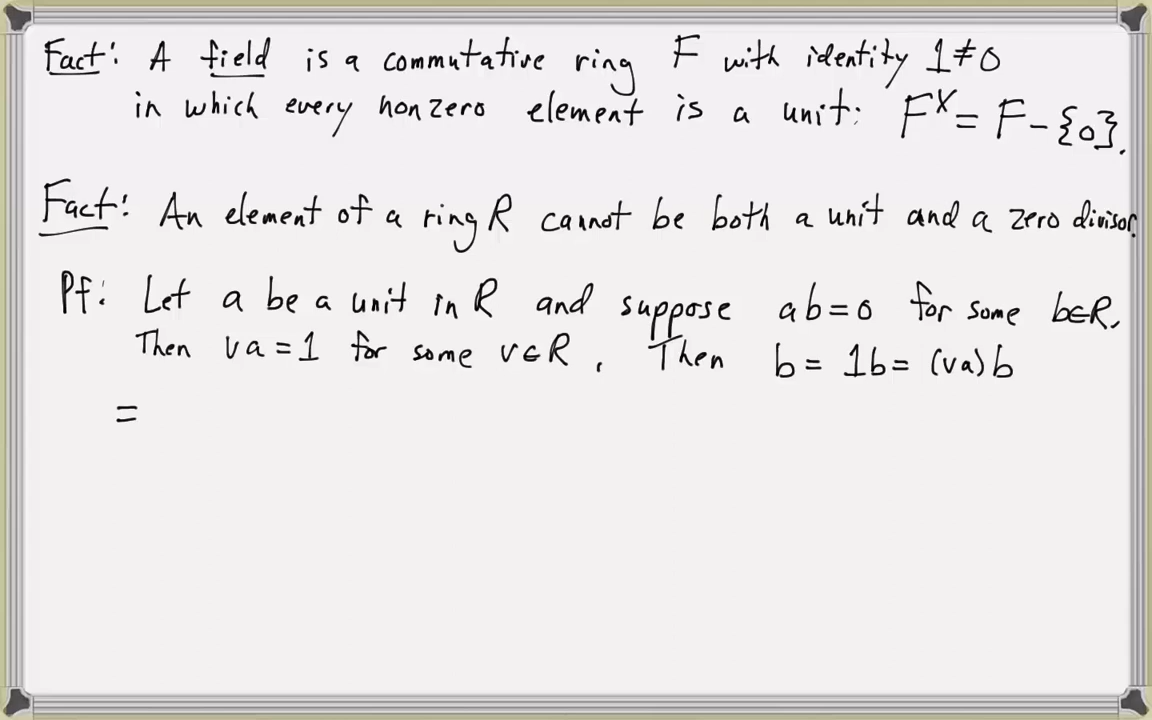 Fact: A field is a commutative ring F with identity 1≠0
in which every nonzero element is a unit: F^× = F - {0}.
Fact: An element of a ring R cannot be both a unit and a zero divisor.
Pf: Let a be a unit in R and suppose ab=0 for some b∈R.
Then va=1 for some v∈R. Then b = 1b = (va)b
=